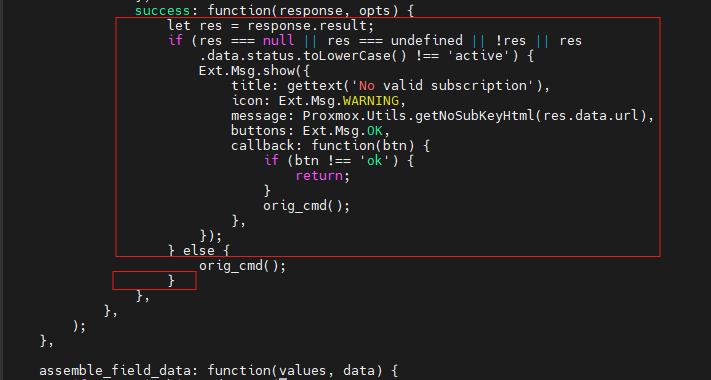 success: function(response, opts) {
let res = response.result;
if (res === null || res === undefined || !res || res
.data.status.toLowerCase() !== 'active') {
Ext.Msg.show({
title: gettext('No valid subscription'),
icon: Ext.Msg.WARNING,
message: Proxmox.Utils.getNoSubKeyHtml(res.data.url),
buttons: Ext.Msg.OK,
callback: function(btn) {
if (btn !== 'ok') {
return;
}
orig_cmd();
},
});
} else {
orig_cmd();
}
},
},
);
},
assemble_field_data: function(values, data) {